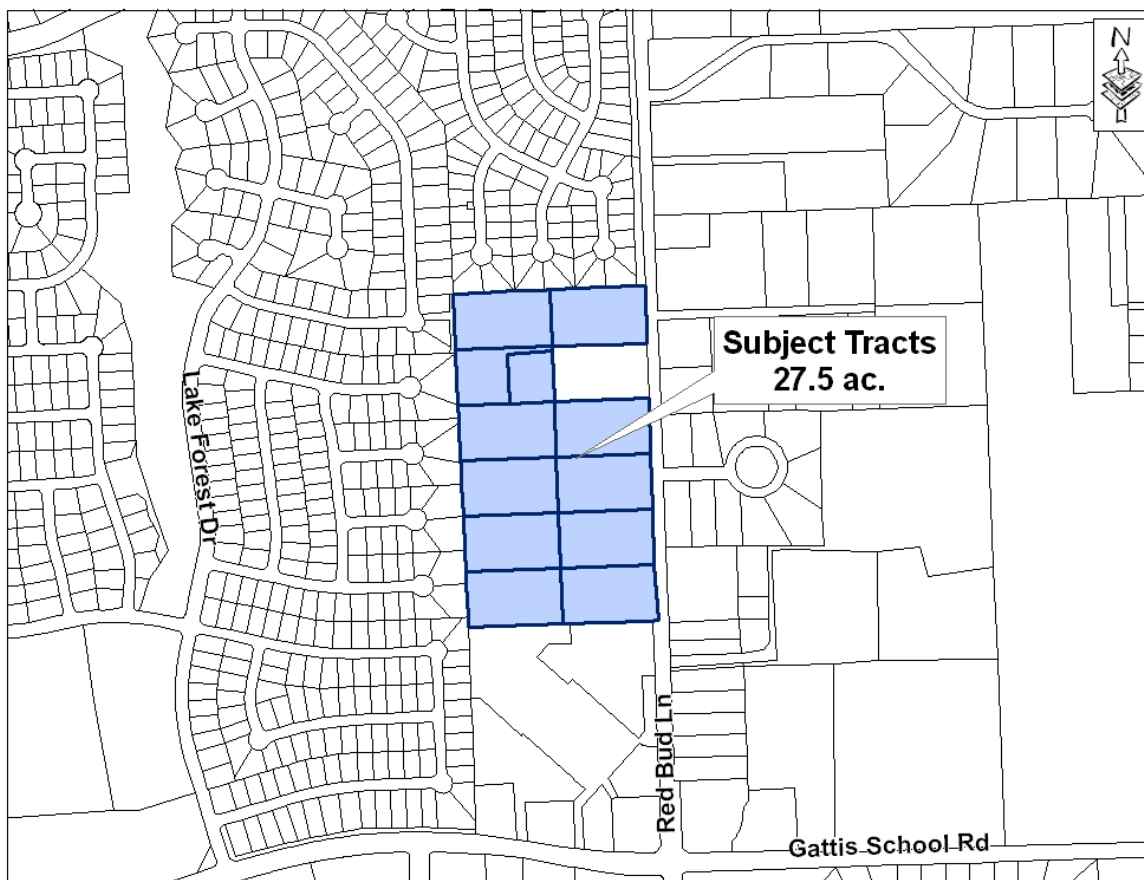 N
Subject Tracts
27.5 ac.
Lake Forest Dr
Red Bud Ln
Gattis School Rd